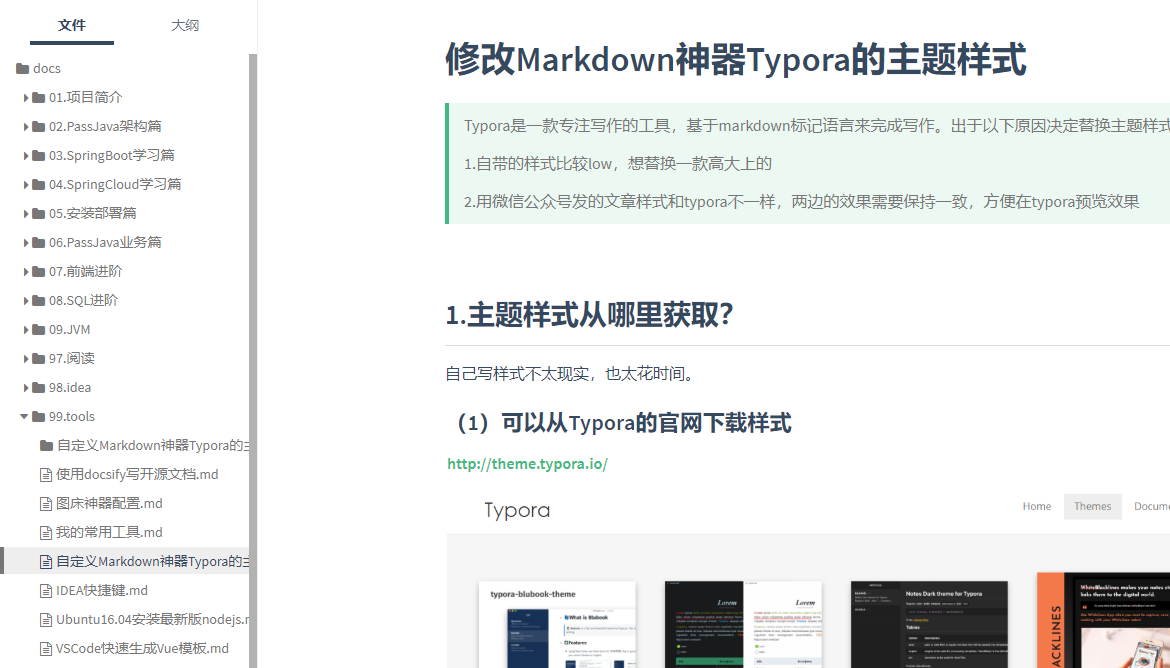 文件
大纲
docs
01.项目简介
02.PassJava架构篇
03.SpringBoot学习篇
04.SpringCloud学习篇
05.安装部署篇
06.PassJava业务篇
07.前端进阶
08.SQL进阶
09.JVM
97.阅读
98.idea
99.tools
自定义Markdown神器Typora的主
使用docsify写开源文档.md
图床神器配置.md
我的常用工具.md
自定义Markdown神器Typora的主
IDEA快捷键.md
Ubuntu16.04安装最新版nodejs.r
VSCode快速生成Vue模板.md
修改Markdown神器Typora的主题样式
Typora是一款专注写作的工具，基于markdown标记语言来完成写作。出于以下原因决定替换主题样式
1.自带的样式比较low，想替换一款高大上的
2.用微信公众号发的文章样式和typora不一样，两边的效果需要保持一致，方便在typora预览效果
1.主题样式从哪里获取？
自己写样式不太现实，也太花时间。
（1）可以从Typora的官网下载样式
http://theme.typora.io/
Typora
Home
Themes
Docume
typora-blubook-theme
What is Blubook
Features
Lorem
Lorem
Notes Dark theme for Typora
Tables
ACKLINES
WhiteBacklines makes your notes s
links them to the digital world.